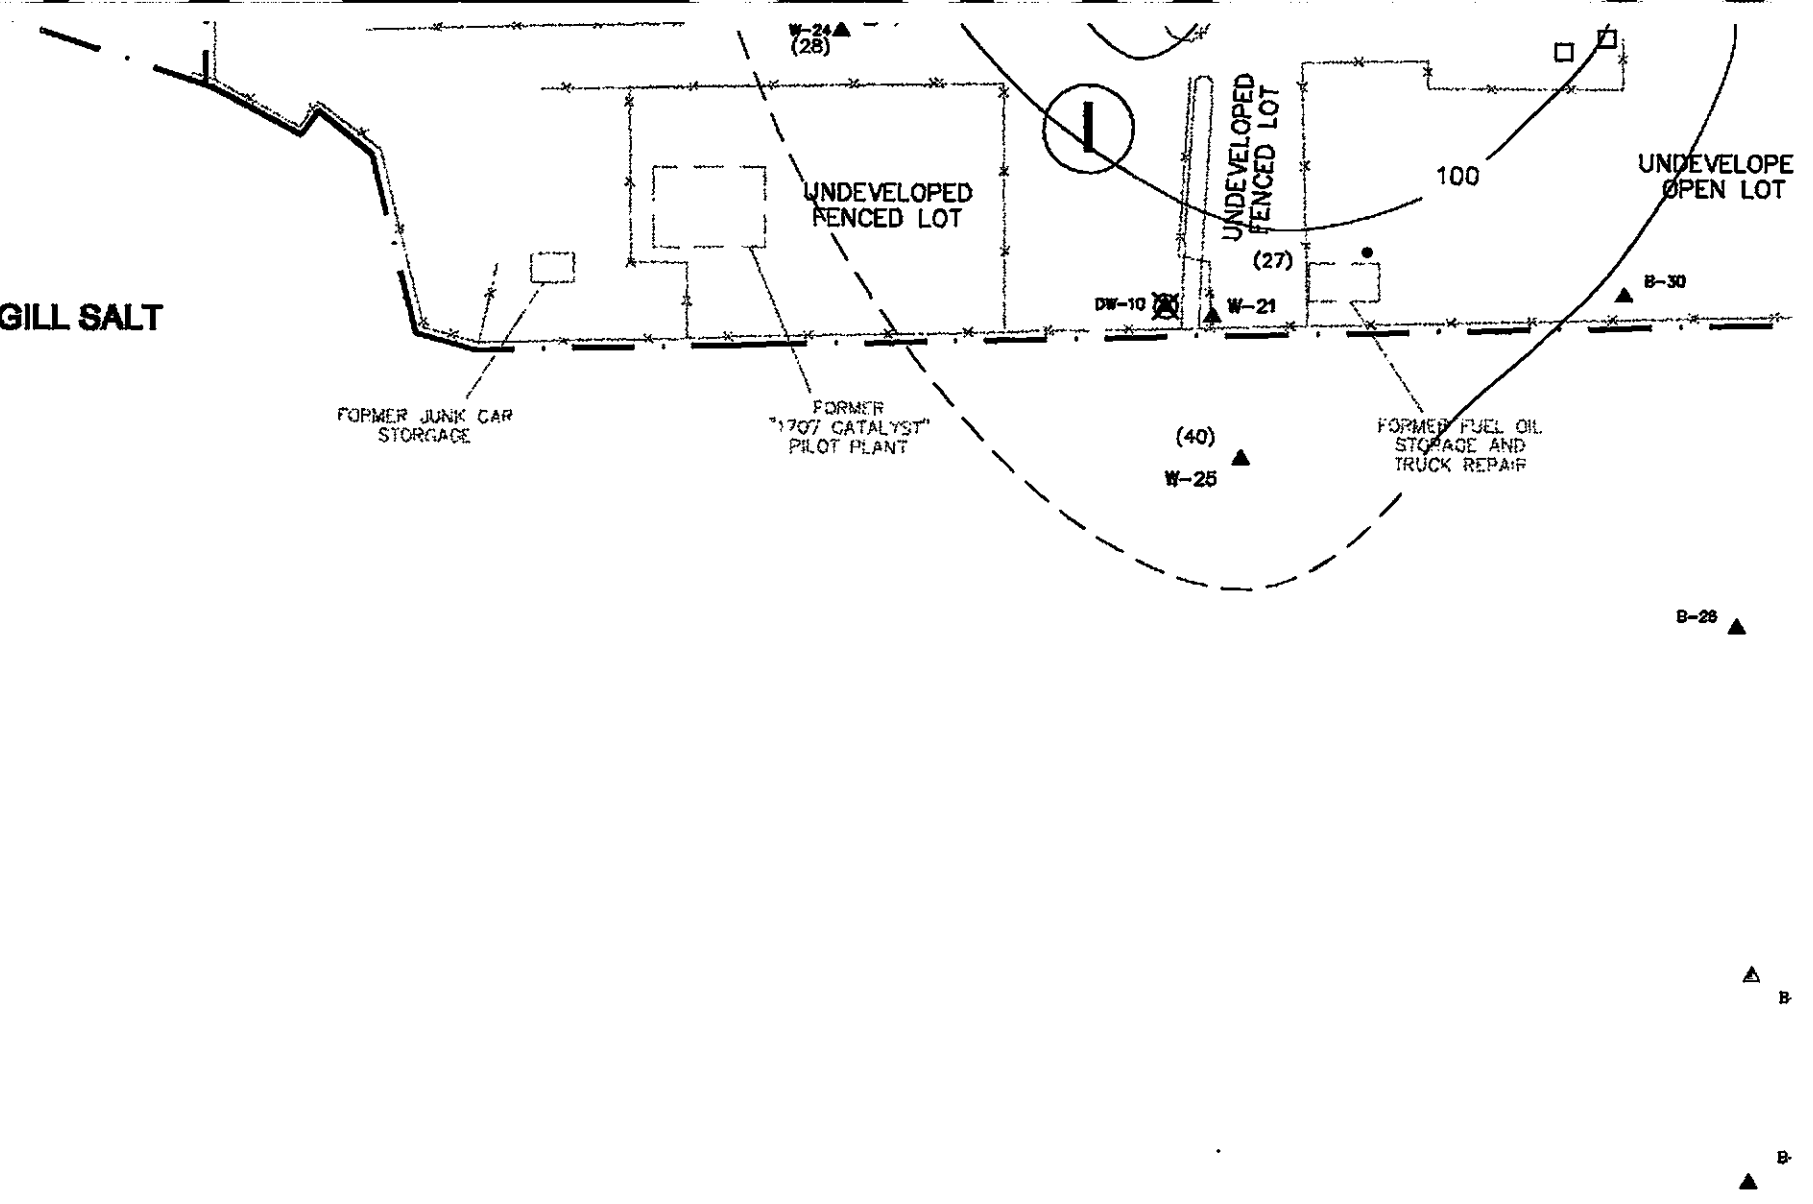 W-24
(28)
UNDEVELOPED
FENCED LOT
I
UNDEVELOPED
FENCED LOT
100
UNDEVELOPE
OPEN LOT
(27)
B-30
DW-10
W-21
GILL SALT
FORMER JUNK CAR
STORGAGE
FORMER
"1707 CATALYST"
PILOT PLANT
(40)
W-25
FORMER FUEL OIL
STORAGE AND
TRUCK REPAIR
B-26
B-
B-